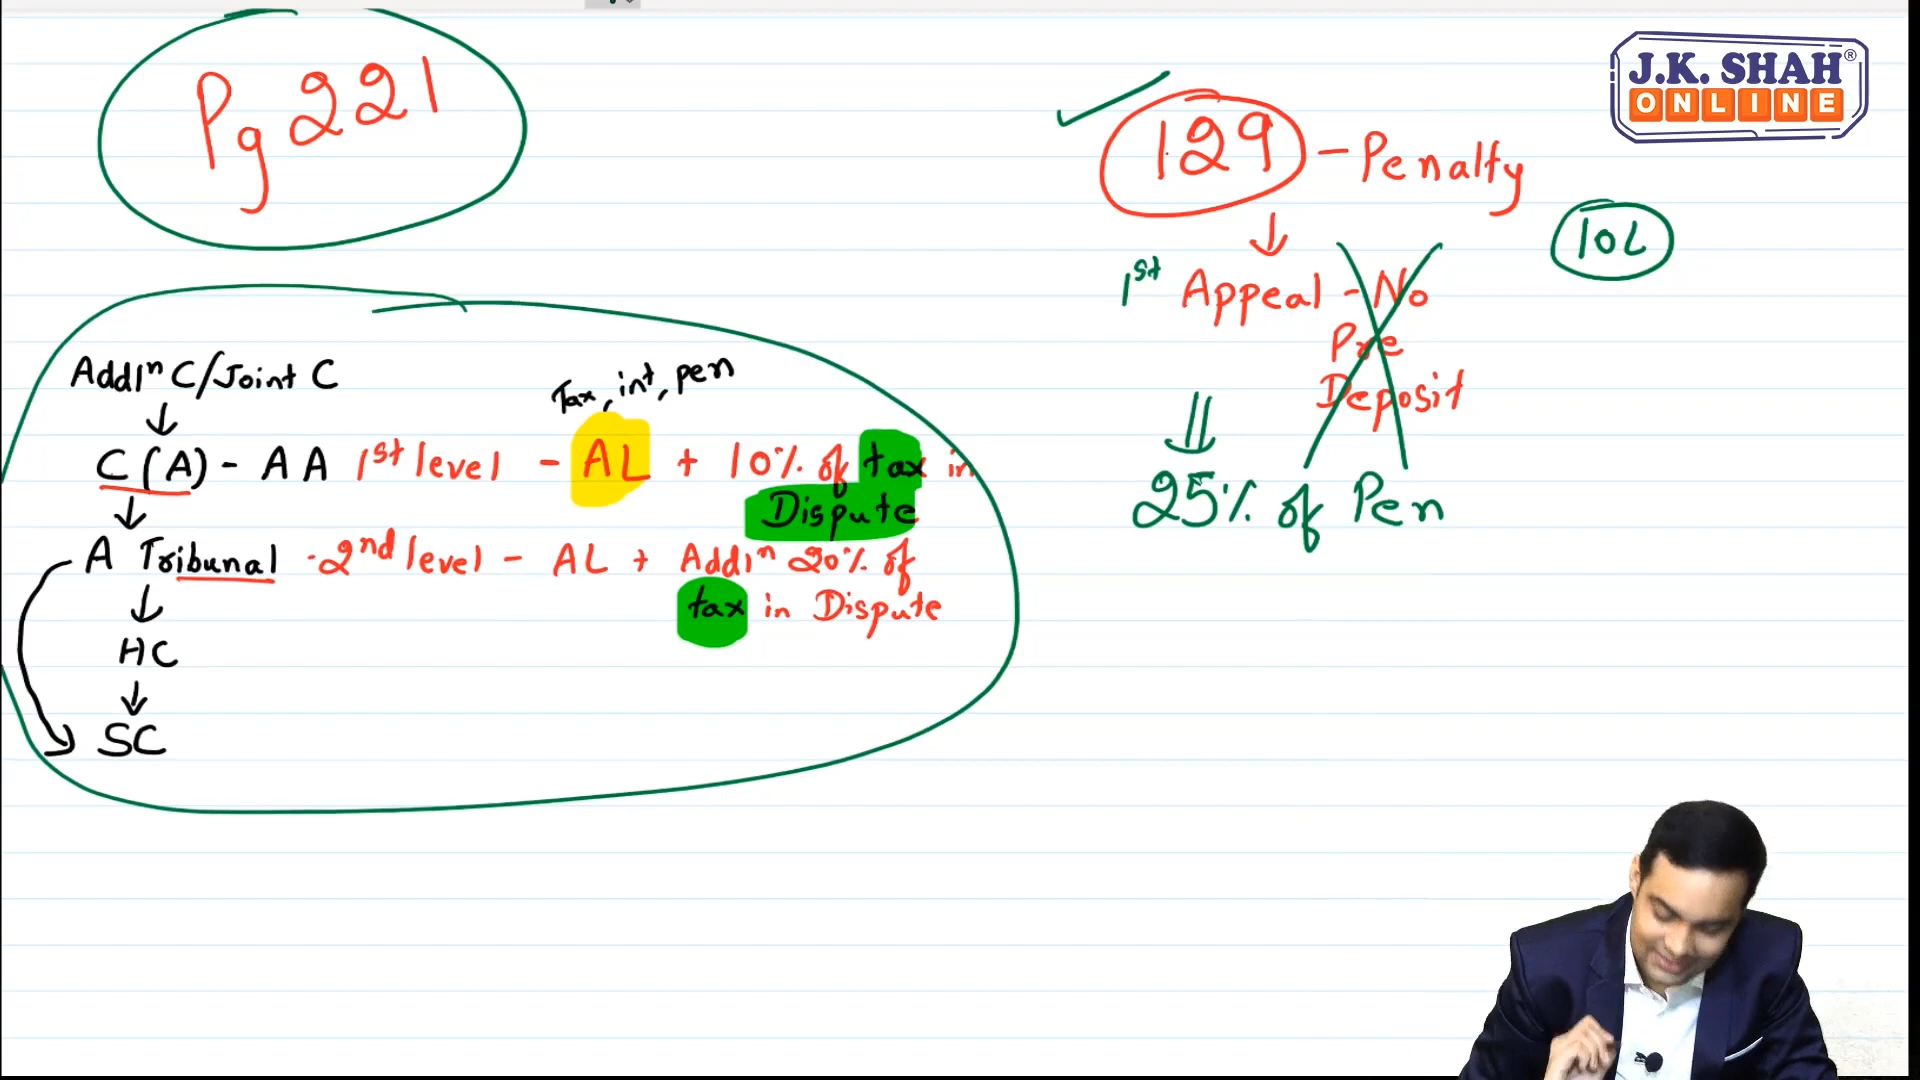 Pg 221
J.K. SHAH®
ONLINE
129 - Penalty
10L
1st Appeal - No
Pre
Deposit
25% of Pen
Addln C/Joint C
Tax, int, pen
C(A) - AA 1st level - AL + 10% of tax in
Dispute
A Tribunal - 2nd level - AL + Addln 20% of
tax in Dispute
HC
SC